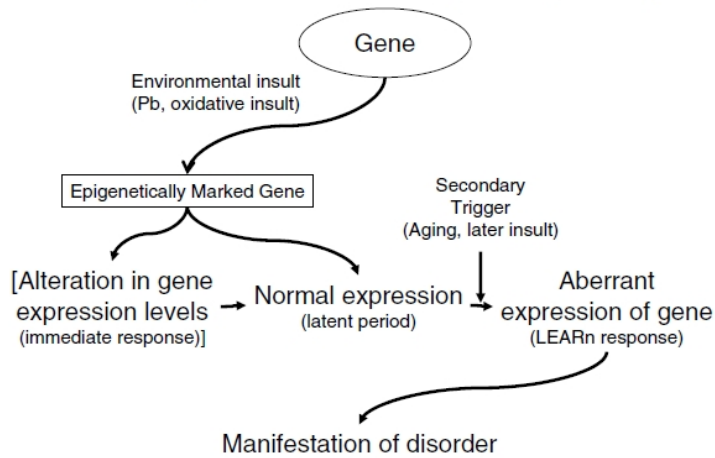 Gene
Environmental insult
(Pb, oxidative insult)
Epigenetically Marked Gene
Secondary
Trigger
(Aging, later insult)
[Alteration in gene
expression levels
(immediate response)]
Normal expression
(latent period)
Aberrant
expression of gene
(LEARn response)
Manifestation of disorder